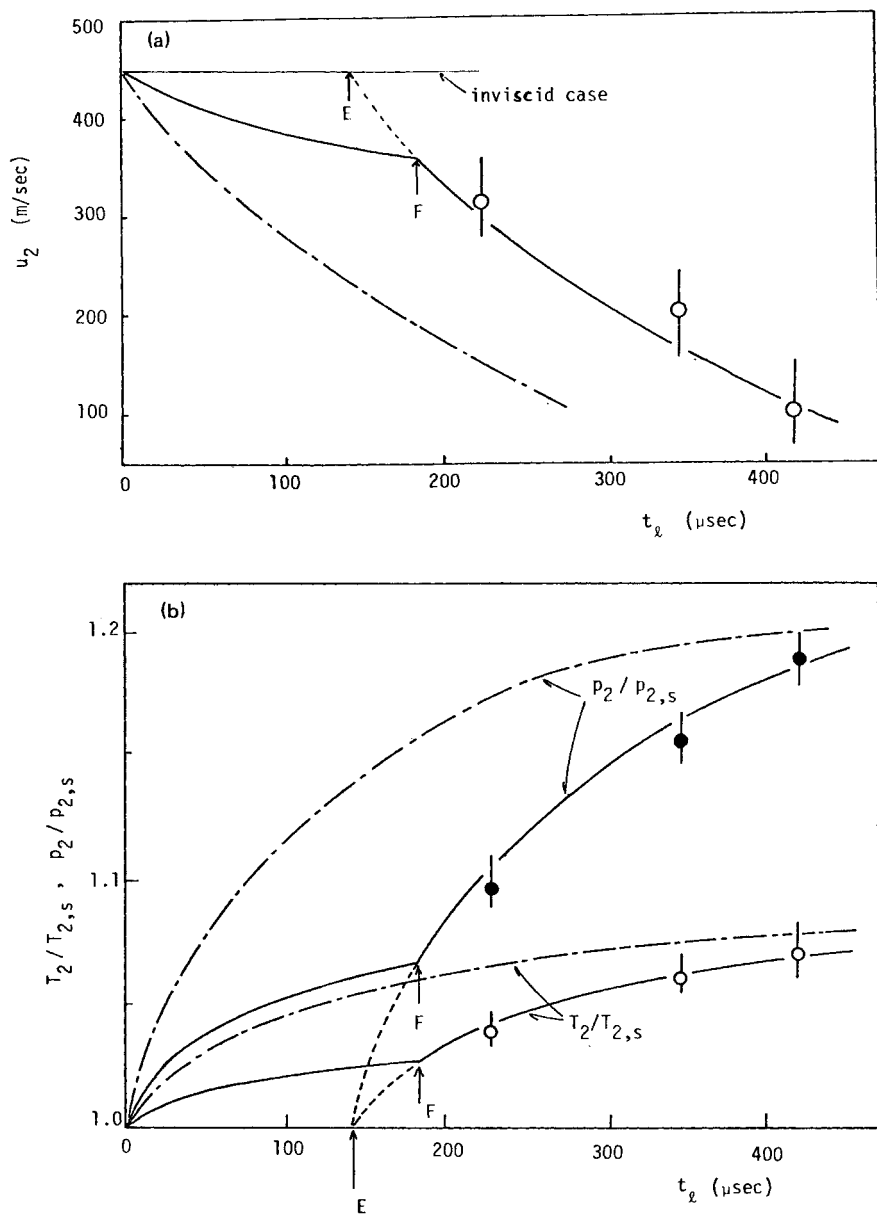 (a)
500
400
300
200
100
u₂ (m/sec)
inviscid case
E
F
0
100
200
300
400
tℓ (μsec)
(b)
1.2
1.1
1.0
T₂/T₂,ₛ , p₂/p₂,ₛ
p₂/p₂,ₛ
F
T₂/T₂,ₛ
F
0
100
200
300
400
tℓ (μsec)
E